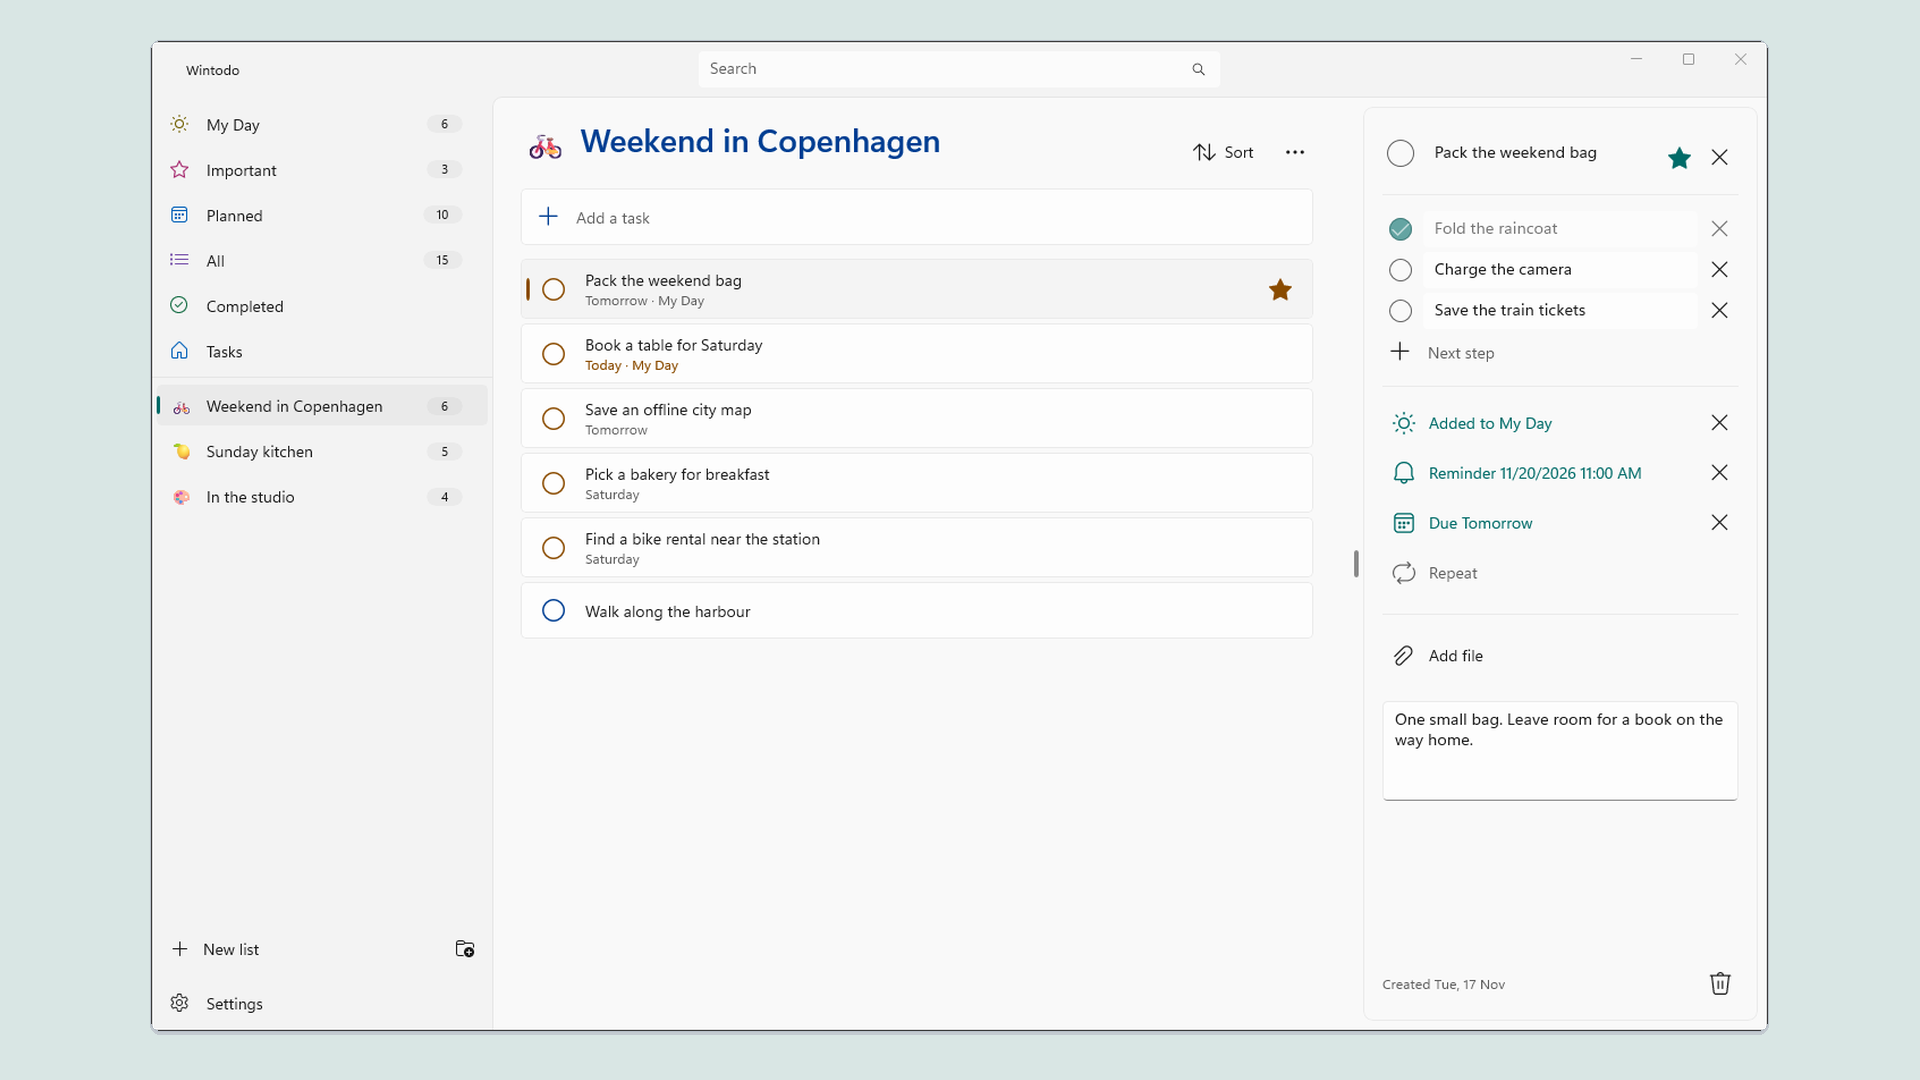 Wintodo
Search
My Day 6
Important 3
Planned 10
All 15
Completed
Tasks
Weekend in Copenhagen 6
Sunday kitchen 5
In the studio 4
New list
Settings
Weekend in Copenhagen
Sort
Add a task
Pack the weekend bag
Tomorrow · My Day
Book a table for Saturday
Today · My Day
Save an offline city map
Tomorrow
Pick a bakery for breakfast
Saturday
Find a bike rental near the station
Saturday
Walk along the harbour
Pack the weekend bag
Fold the raincoat
Charge the camera
Save the train tickets
Next step
Added to My Day
Reminder 11/20/2026 11:00 AM
Due Tomorrow
Repeat
Add file
One small bag. Leave room for a book on the
way home.
Created Tue, 17 Nov